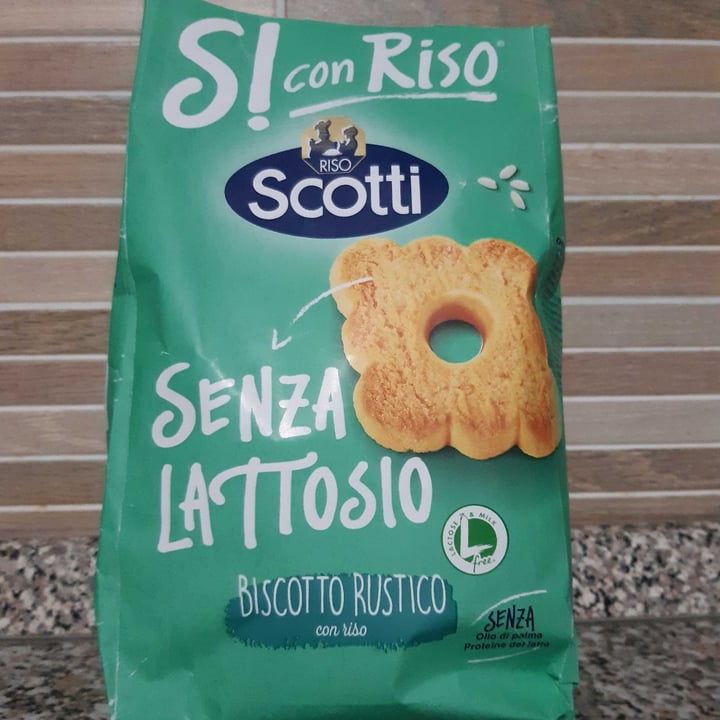 S! con Riso
RISO
Scotti
SENZA
LATTOSIO
LACTOSE & MILK
free.
BISCOTTO RUSTICO
con riso
SENZA
Olio di palma
Proteine del latte